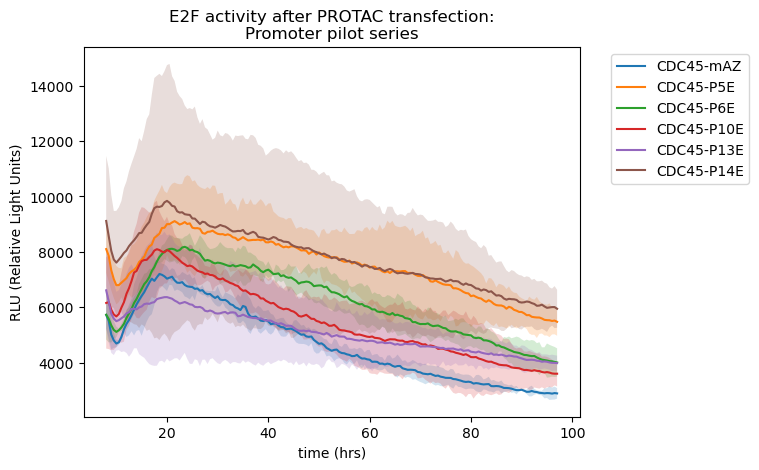 E2F activity after PROTAC transfection:
Promoter pilot series
RLU (Relative Light Units)
14000
12000
10000
8000
6000
4000
20
40
60
80
100
time (hrs)
CDC45-mAZ
CDC45-P5E
CDC45-P6E
CDC45-P10E
CDC45-P13E
CDC45-P14E